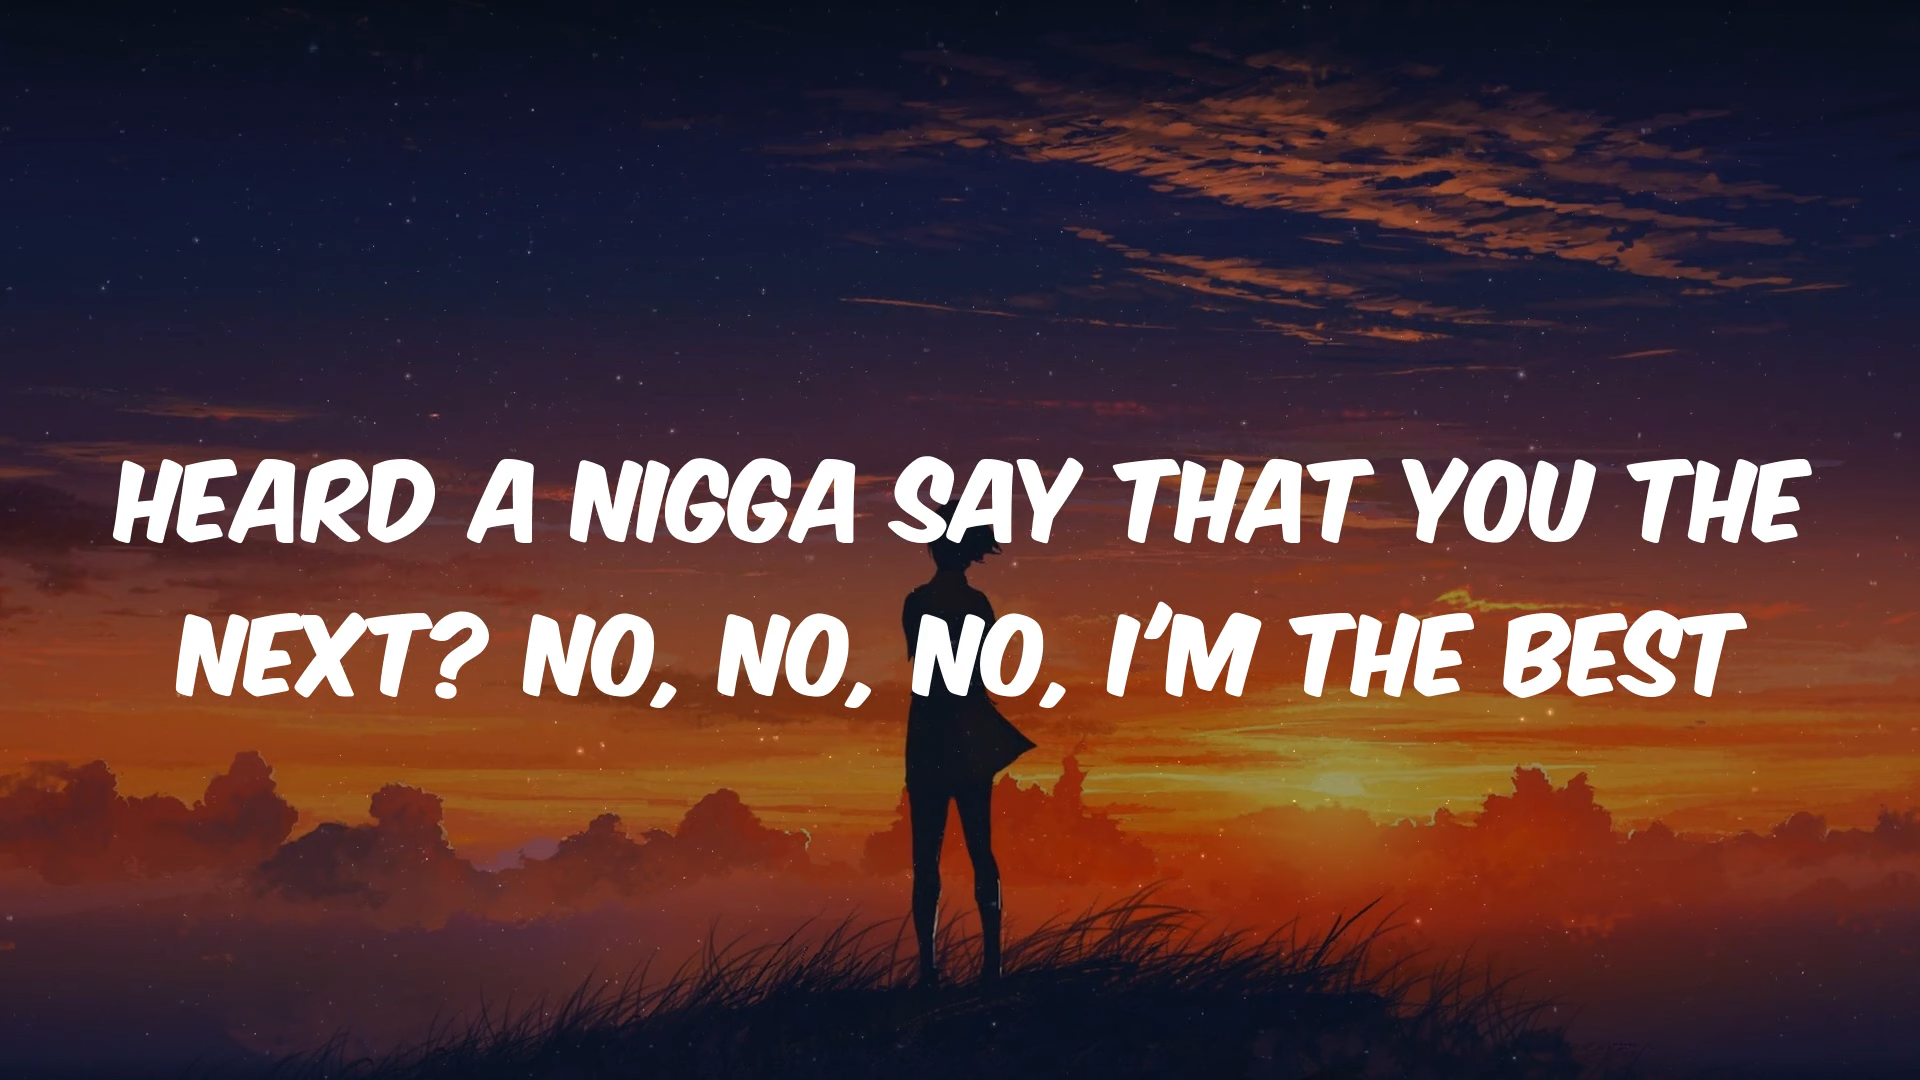 HEARD A NIGGA SAY THAT YOU THE
NEXT? NO, NO, NO, I'M THE BEST